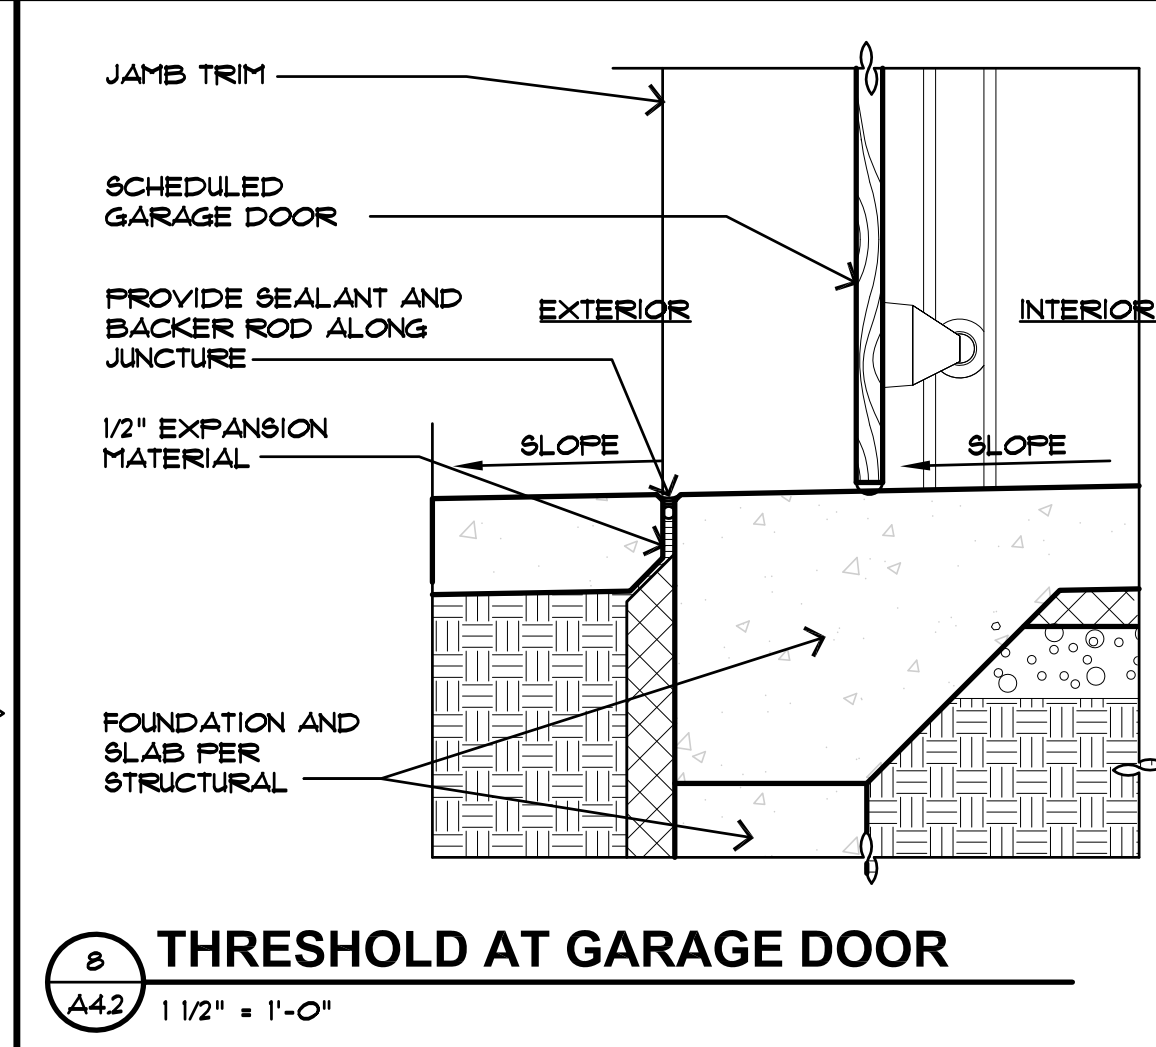 JAMB TRIM
SCHEDULED
GARAGE DOOR
PROVIDE SEALANT AND
BACKER ROD ALONG
JUNCTURE
EXTERIOR
INTERIOR
1/2" EXPANSION
MATERIAL
SLOPE
SLOPE
FOUNDATION AND
SLAB PER
STRUCTURAL
8
A4.2
THRESHOLD AT GARAGE DOOR
1 1/2" = 1'-0"